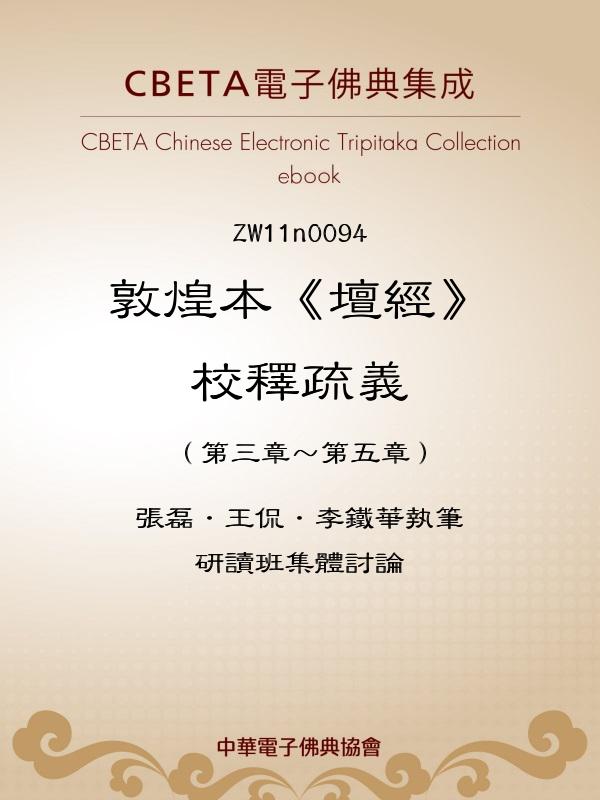 CBETA電子佛典集成
CBETA Chinese Electronic Tripitaka Collection
ebook
ZW11n0094
敦煌本《壇經》
校釋疏義
（第三章～第五章）
張磊．王侃．李鐵華執筆
研讀班集體討論
中華電子佛典協會